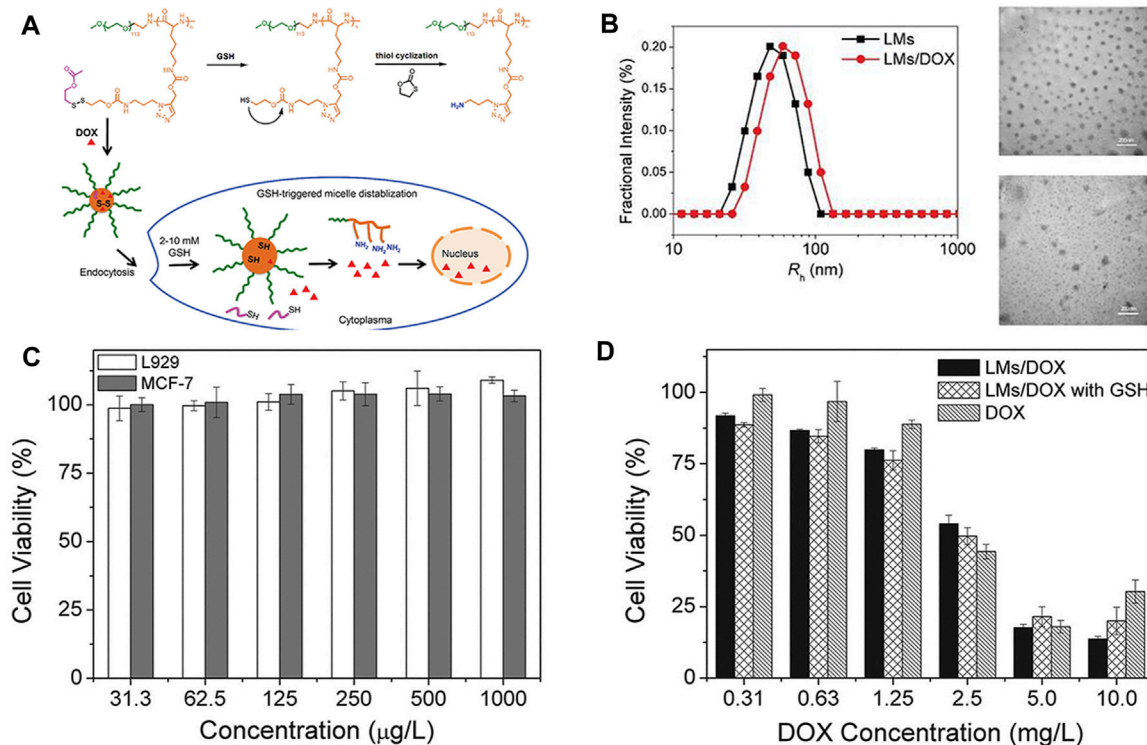 A
113
HN
N
H
n
O
NH
O
O
S-S
O
O
N
H
N
N=N
GSH
HS
thiol cyclization
O
S
O
H₂N
DOX
S-S
Endocytosis
2-10 mM
GSH
GSH-triggered micelle distablization
SH
SH
SH
SH
NH₂
NH₂ NH₂
Nucleus
Cytoplasma
B
LMs
LMs/DOX
Fractional Intensity (%)
0.20
0.15
0.10
0.05
0.00
10
100
1000
Rh (nm)
C
L929
MCF-7
Cell Viability (%)
100
75
50
25
0
31.3
62.5
125
250
500
1000
Concentration (μg/L)
D
LMs/DOX
LMs/DOX with GSH
DOX
Cell Viability (%)
100
75
50
25
0
0.31
0.63
1.25
2.5
5.0
10.0
DOX Concentration (mg/L)